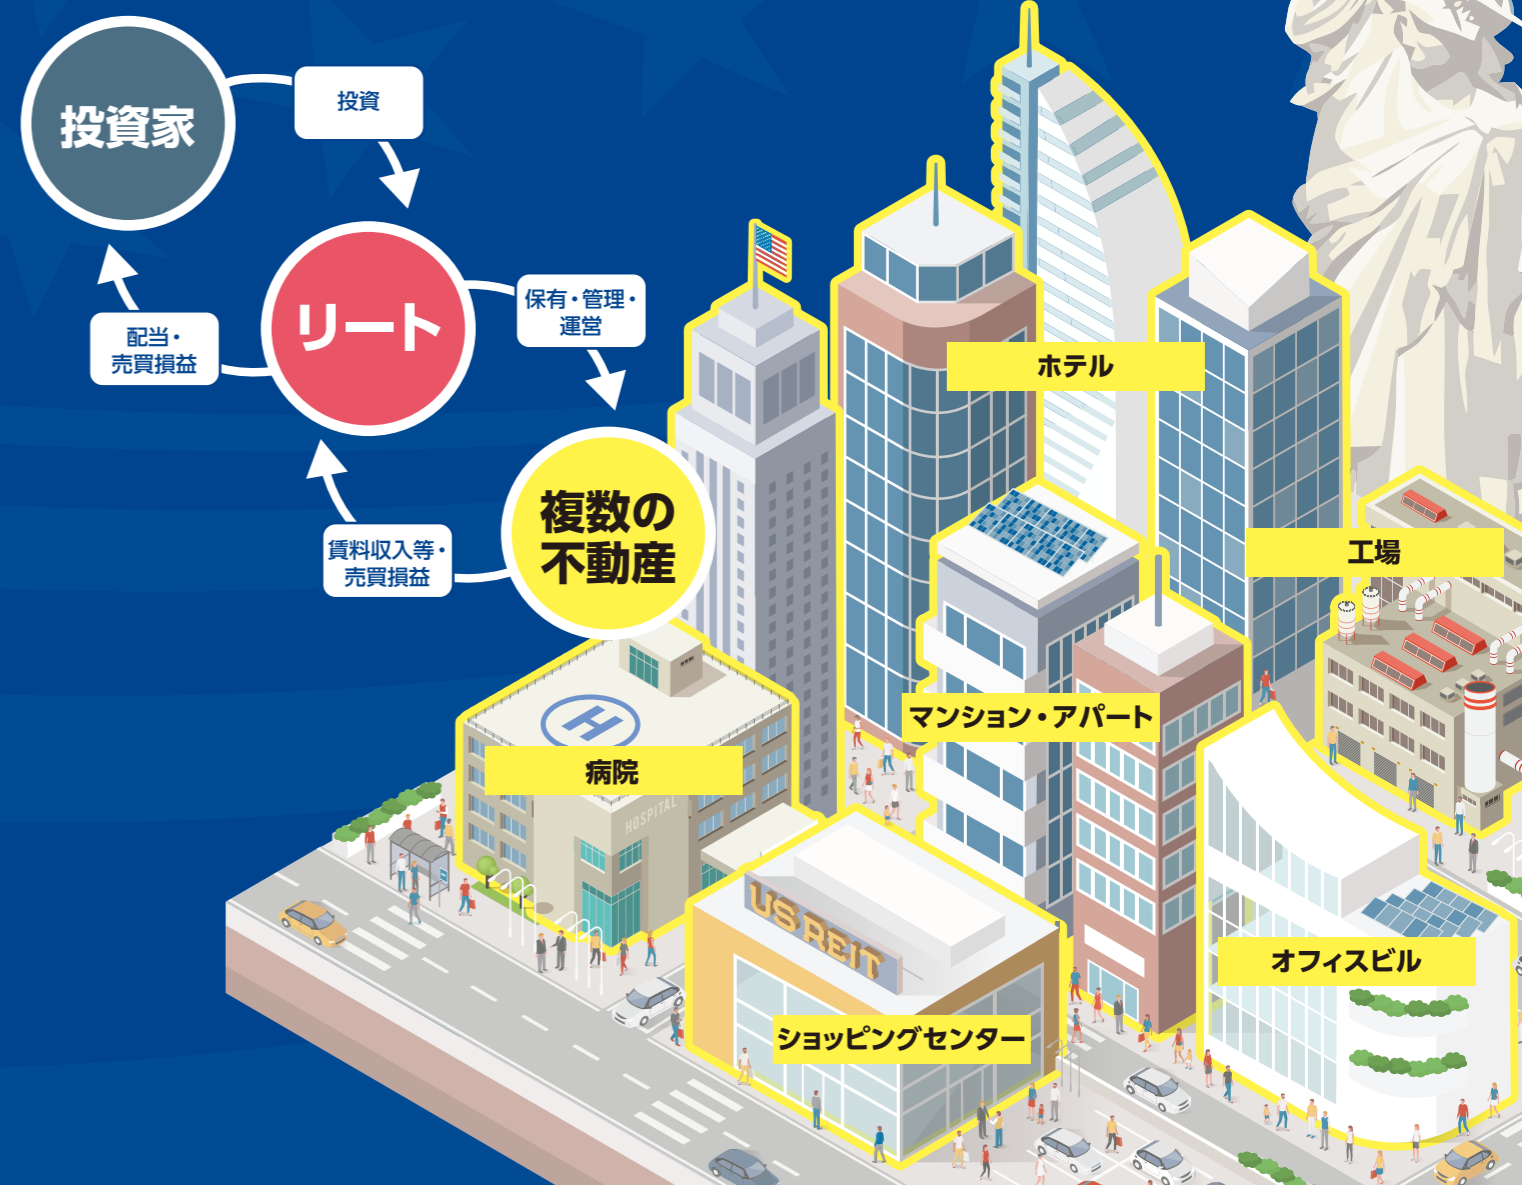 投資家
投資
リート
配当・
売買損益
保有・管理・
運営
複数の
不動産
賃料収入等・
売買損益
ホテル
工場
マンション・アパート
病院
HOSPITAL
US REIT
オフィスビル
ショッピングセンター